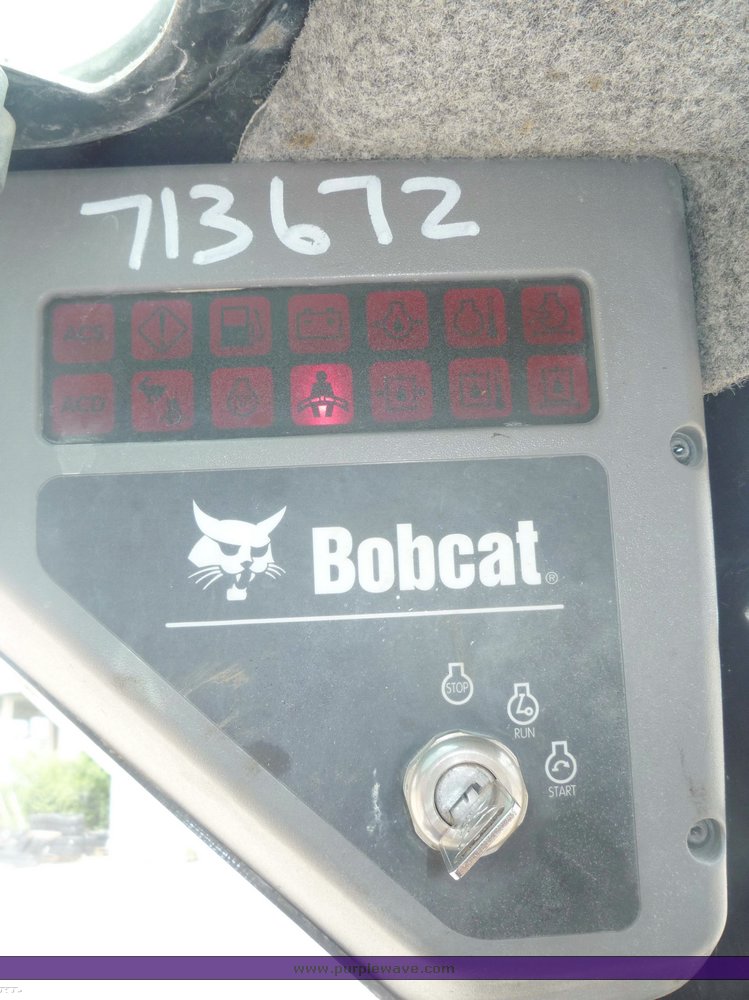 713672
ACS
ACD
Bobcat®
STOP
RUN
START
www.purplewave.com